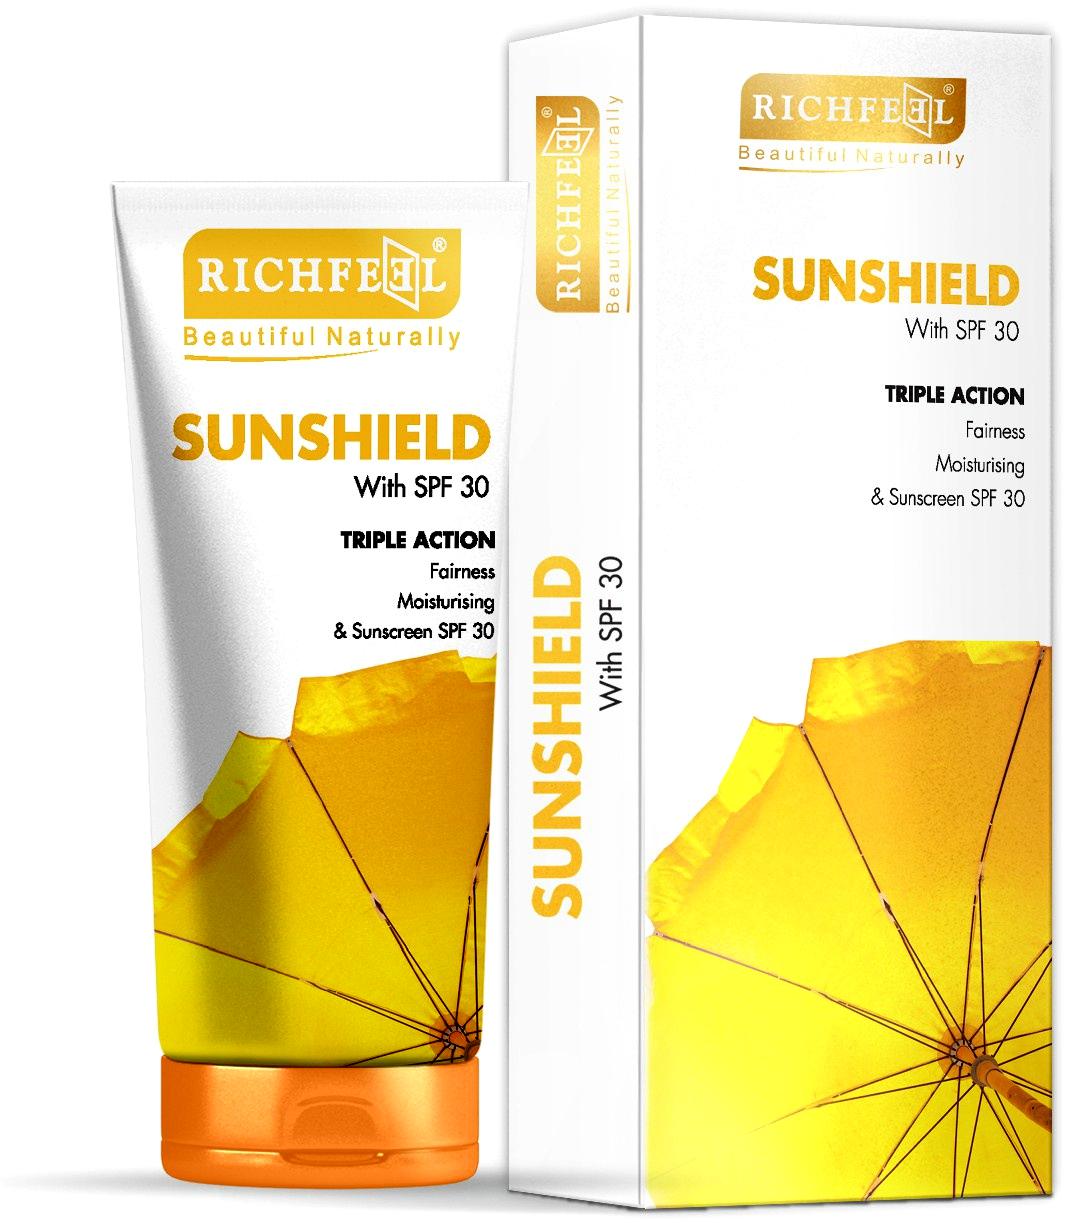 RICHFEEL®
Beautiful Naturally
SUNSHIELD
With SPF 30
TRIPLE ACTION
Fairness
Moisturising
& Sunscreen SPF 30
RICHFEEL®
Beautiful Naturally
SUNSHIELD
With SPF 30
RICHFEEL®
Beautiful Naturally
SUNSHIELD
With SPF 30
TRIPLE ACTION
Fairness
Moisturising
& Sunscreen SPF 30